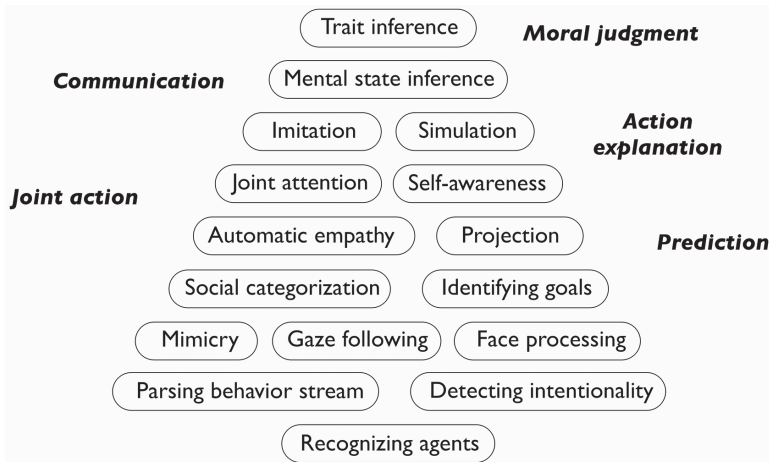 Trait inference
Moral judgment
Communication
Mental state inference
Imitation
Simulation
Action
explanation
Joint attention
Self-awareness
Joint action
Automatic empathy
Projection
Prediction
Social categorization
Identifying goals
Mimicry
Gaze following
Face processing
Parsing behavior stream
Detecting intentionality
Recognizing agents